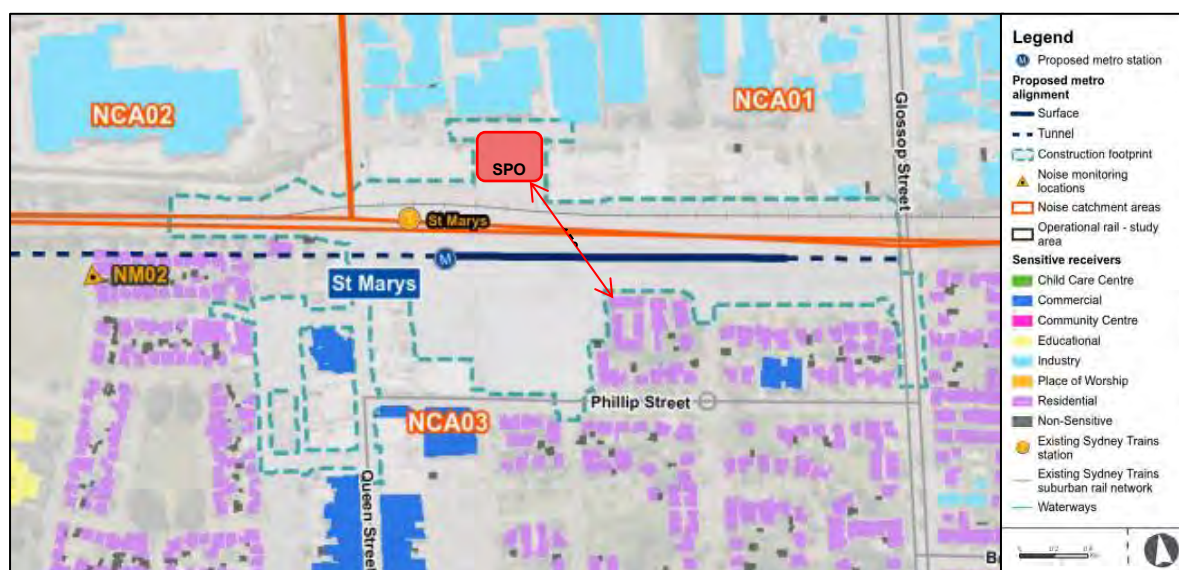 NCA02
NCA01
SPO
Glossop Street
St Marys
M
NM02
St Marys
Phillip Street
NCA03
Queen Street
Legend
M Proposed metro station
Proposed metro
alignment
Surface
Tunnel
Construction footprint
Noise monitoring
locations
Noise catchment areas
Operational rail - study
area
Sensitive receivers
Child Care Centre
Commercial
Community Centre
Educational
Industry
Place of Worship
Residential
Non-Sensitive
Existing Sydney Trains
station
Existing Sydney Trains
suburban rail network
Waterways